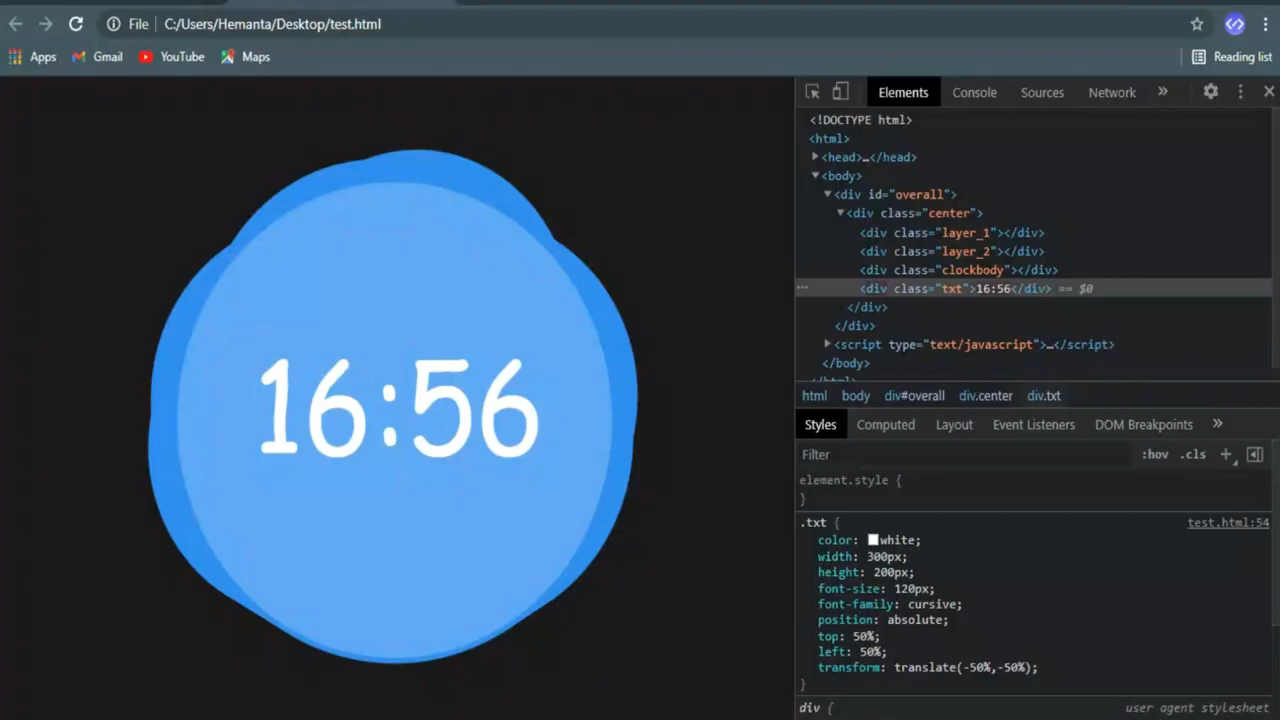 File C:/Users/Hemanta/Desktop/test.html
Apps Gmail YouTube Maps Reading list
16:56
Elements Console Sources Network »
<!DOCTYPE html>
<html>
▶<head>…</head>
▼<body>
▼<div id="overall">
▼<div class="center">
<div class="layer_1"></div>
<div class="layer_2"></div>
<div class="clockbody"></div>
… <div class="txt">16:56</div> == $0
</div>
</div>
▶<script type="text/javascript">…</script>
</body>
</html>
html body div#overall div.center div.txt
Styles Computed Layout Event Listeners DOM Breakpoints »
Filter :hov .cls +
element.style {
}
.txt { test.html:54
color: white;
width: 300px;
height: 200px;
font-size: 120px;
font-family: cursive;
position: absolute;
top: 50%;
left: 50%;
transform: translate(-50%,-50%);
}
div { user agent stylesheet